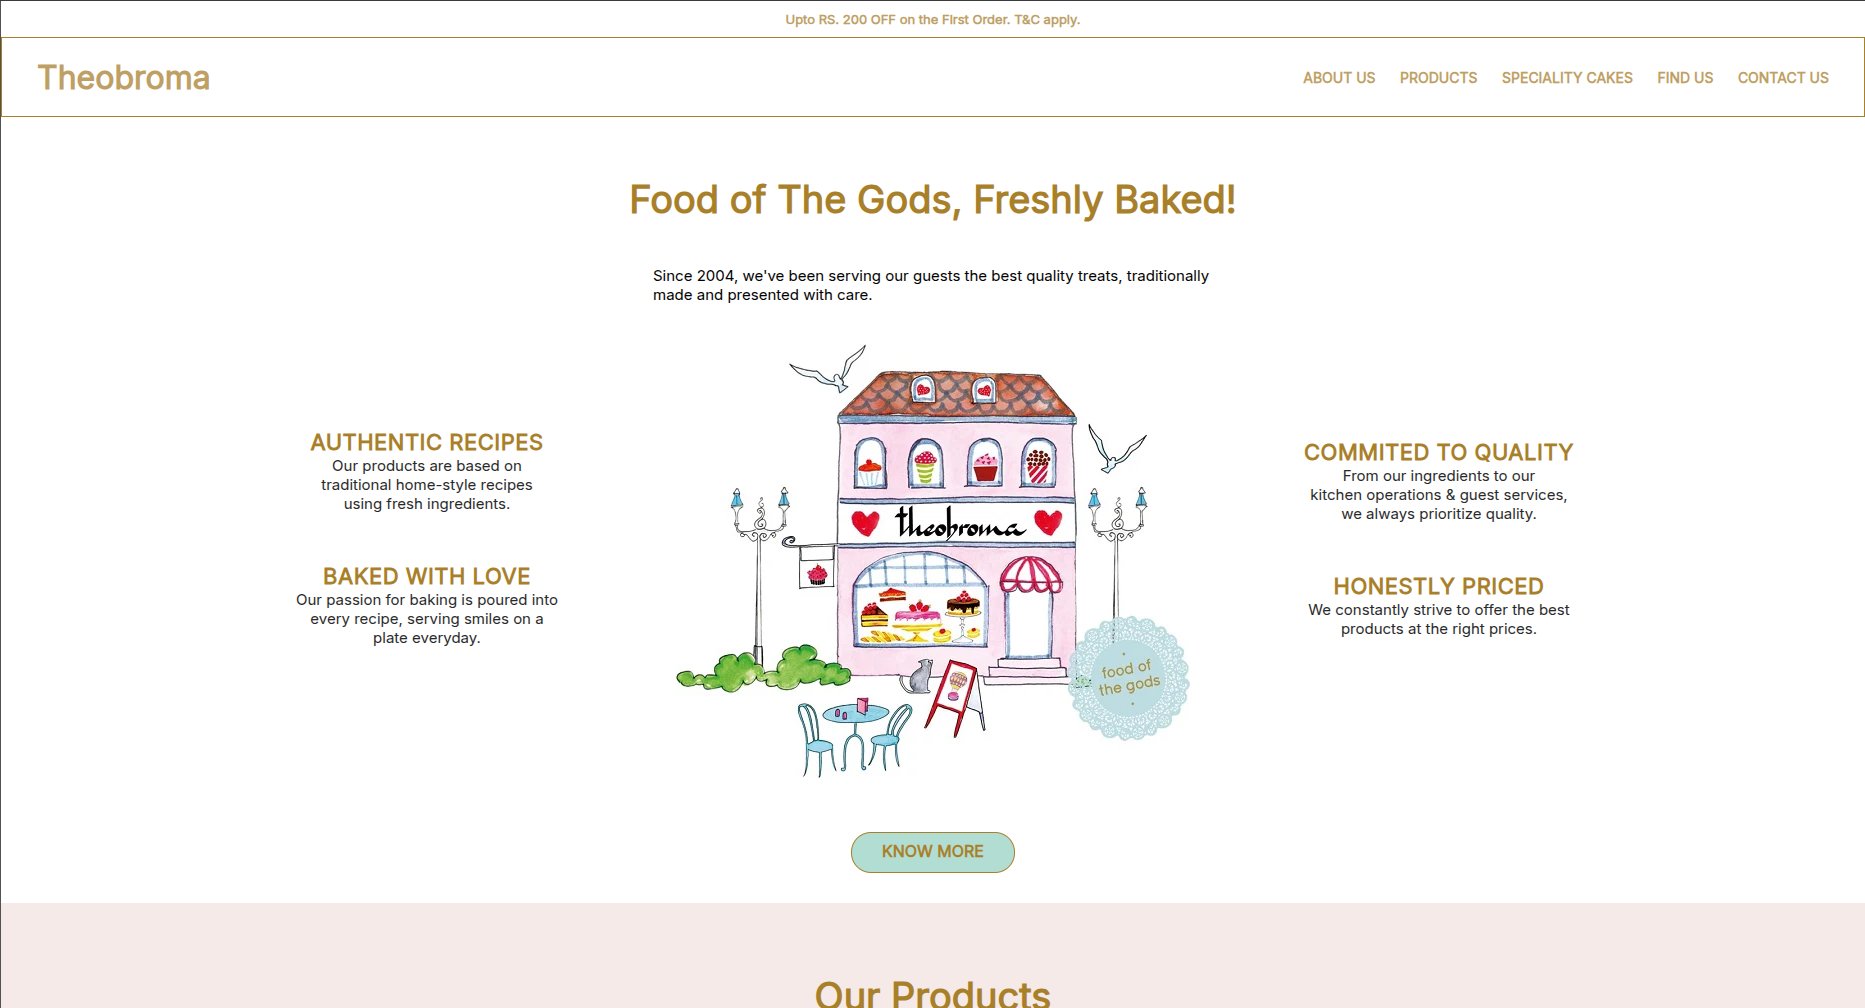 Upto RS. 200 OFF on the FIrst Order. T&C apply.
Theobroma
ABOUT US PRODUCTS SPECIALITY CAKES FIND US CONTACT US
Food of The Gods, Freshly Baked!
Since 2004, we've been serving our guests the best quality treats, traditionally
made and presented with care.
AUTHENTIC RECIPES
Our products are based on
traditional home-style recipes
using fresh ingredients.
BAKED WITH LOVE
Our passion for baking is poured into
every recipe, serving smiles on a
plate everyday.
theobroma
food of
the gods
COMMITED TO QUALITY
From our ingredients to our
kitchen operations & guest services,
we always prioritize quality.
HONESTLY PRICED
We constantly strive to offer the best
products at the right prices.
KNOW MORE
Our Products